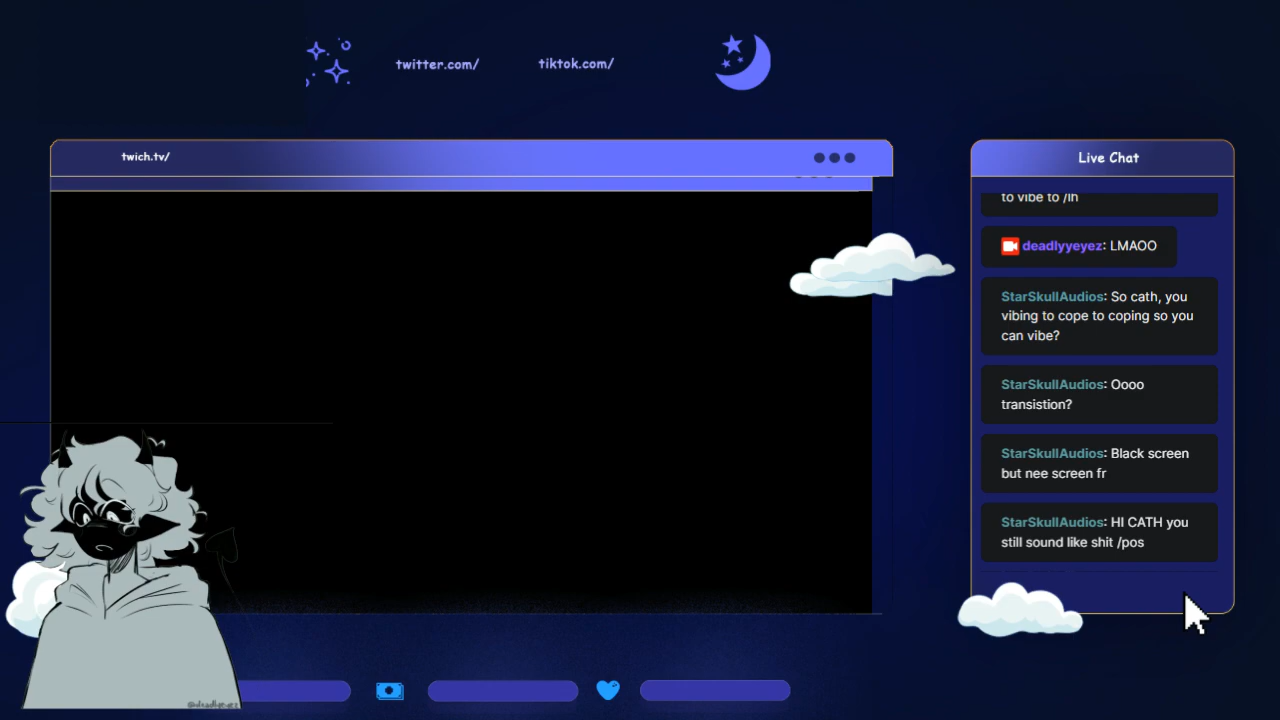 twitter.com/
tiktok.com/
twich.tv/
Live Chat
to vibe to /lh
deadlyyeyez: LMAOO
StarSkullAudios: So cath, you
vibing to cope to coping so you
can vibe?
StarSkullAudios: Oooo
transistion?
StarSkullAudios: Black screen
but nee screen fr
StarSkullAudios: HI CATH you
still sound like shit /pos